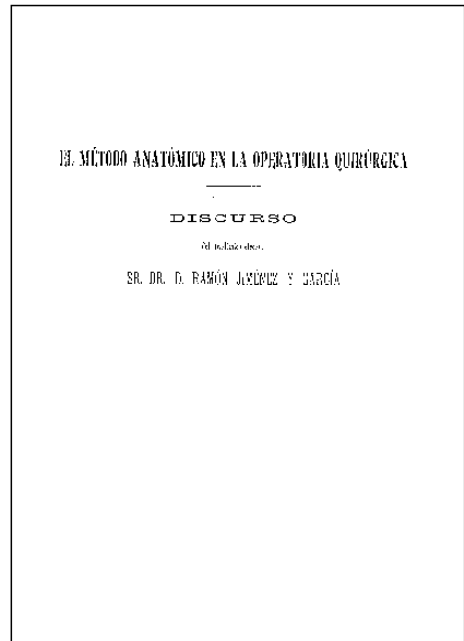 EL MÉTODO ANATÓMICO EN LA OPERATORIA QUIRÚRGICA
DISCURSO
SR. DR. D. RAMÓN JIMÉNEZ Y GARCÍA